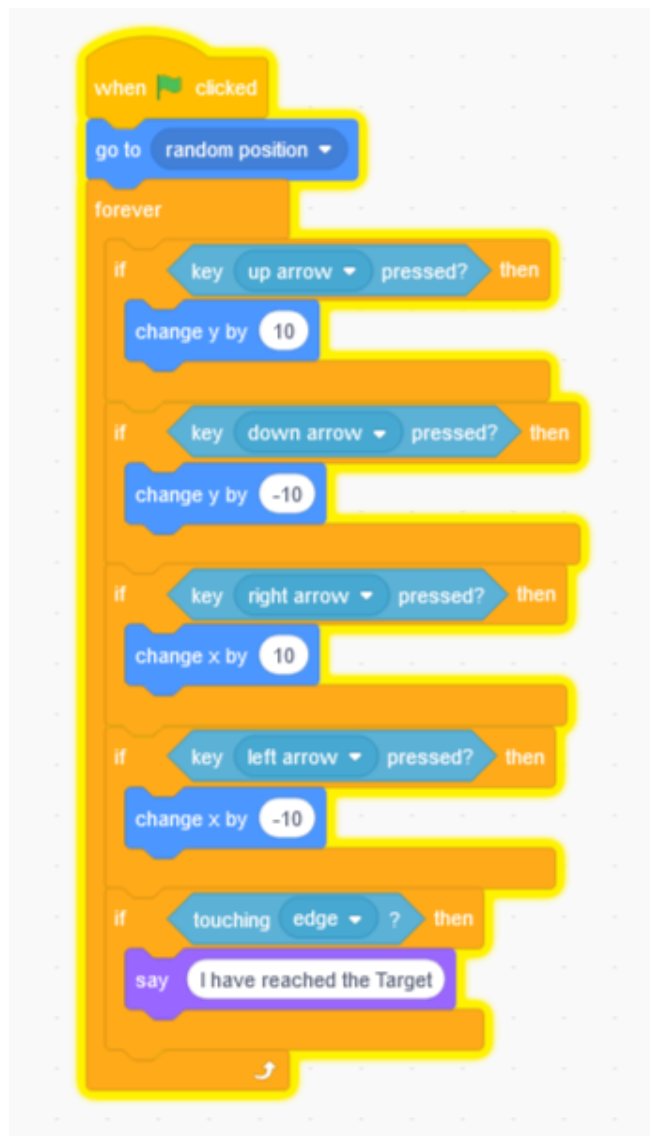 when clicked
go to random position
forever
if key up arrow pressed? then
change y by 10
if key down arrow pressed? then
change y by -10
if key right arrow pressed? then
change x by 10
if key left arrow pressed? then
change x by -10
if touching edge ? then
say I have reached the Target